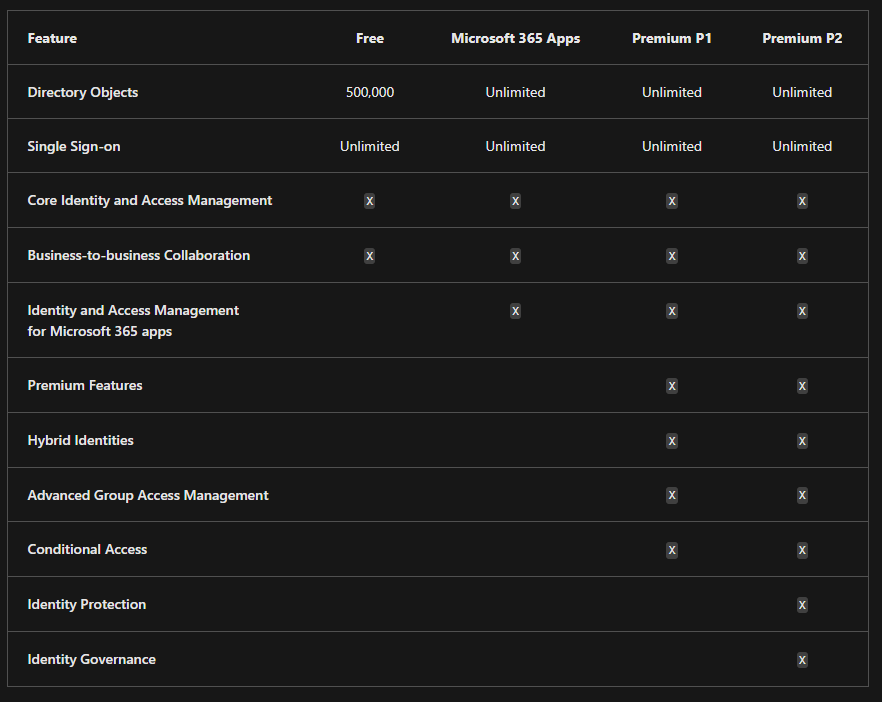 Feature Free Microsoft 365 Apps Premium P1 Premium P2
Directory Objects 500,000 Unlimited Unlimited Unlimited
Single Sign-on Unlimited Unlimited Unlimited Unlimited
Core Identity and Access Management X X X X
Business-to-business Collaboration X X X X
Identity and Access Management X X X
for Microsoft 365 apps
Premium Features X X
Hybrid Identities X X
Advanced Group Access Management X X
Conditional Access X X
Identity Protection X
Identity Governance X